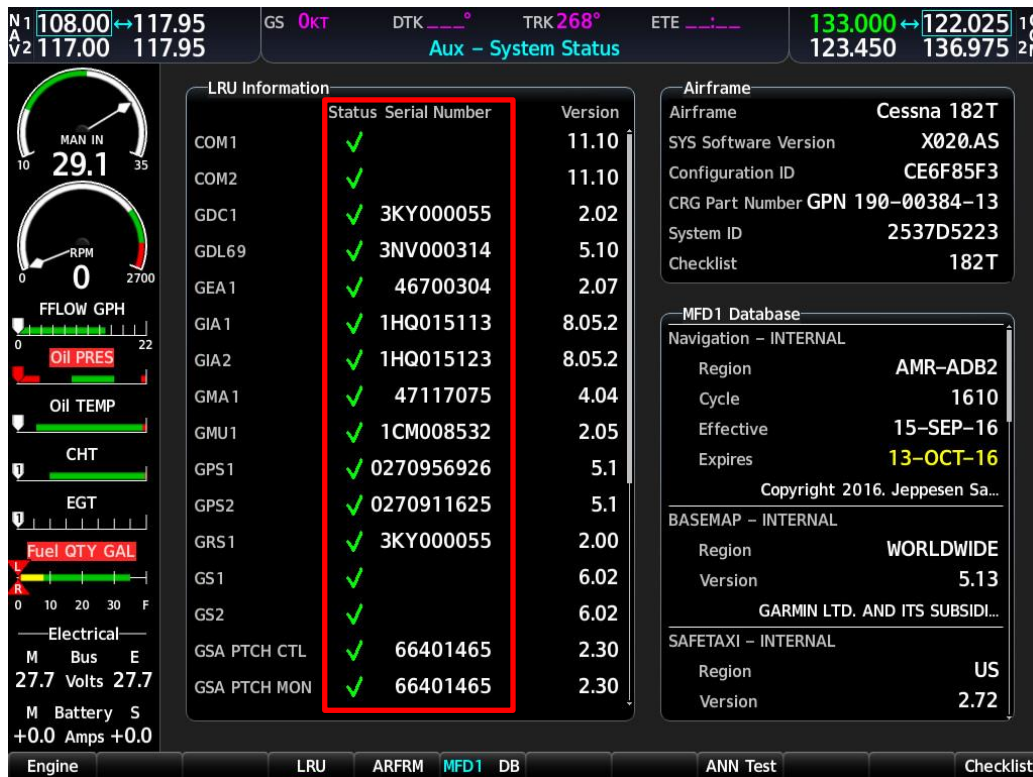 N 1 108.00 ↔ 117.95
A
V 2 117.00 117.95
GS 0KT DTK ___° TRK 268° ETE __:__
Aux – System Status
133.000 ↔ 122.025
123.450 136.975
MAN IN
29.1
10 35
RPM
0
0 2700
FFLOW GPH
0 22
Oil PRES
Oil TEMP
CHT
1
EGT
1
Fuel QTY GAL
L
R
0 10 20 30 F
Electrical
M Bus E
27.7 Volts 27.7
M Battery S
+0.0 Amps +0.0
LRU Information
Status Serial Number Version
COM1 ✓ 11.10
COM2 ✓ 11.10
GDC1 ✓ 3KY000055 2.02
GDL69 ✓ 3NV000314 5.10
GEA1 ✓ 46700304 2.07
GIA1 ✓ 1HQ015113 8.05.2
GIA2 ✓ 1HQ015123 8.05.2
GMA1 ✓ 47117075 4.04
GMU1 ✓ 1CM008532 2.05
GPS1 ✓ 0270956926 5.1
GPS2 ✓ 0270911625 5.1
GRS1 ✓ 3KY000055 2.00
GS1 ✓ 6.02
GS2 ✓ 6.02
GSA PTCH CTL ✓ 66401465 2.30
GSA PTCH MON ✓ 66401465 2.30
Airframe
Airframe Cessna 182T
SYS Software Version X020.AS
Configuration ID CE6F85F3
CRG Part Number GPN 190-00384-13
System ID 2537D5223
Checklist 182T
MFD1 Database
Navigation – INTERNAL
Region AMR-ADB2
Cycle 1610
Effective 15-SEP-16
Expires 13-OCT-16
Copyright 2016. Jeppesen Sa...
BASEMAP – INTERNAL
Region WORLDWIDE
Version 5.13
GARMIN LTD. AND ITS SUBSIDI...
SAFETAXI – INTERNAL
Region US
Version 2.72
Engine LRU ARFRM MFD1 DB ANN Test Checklist